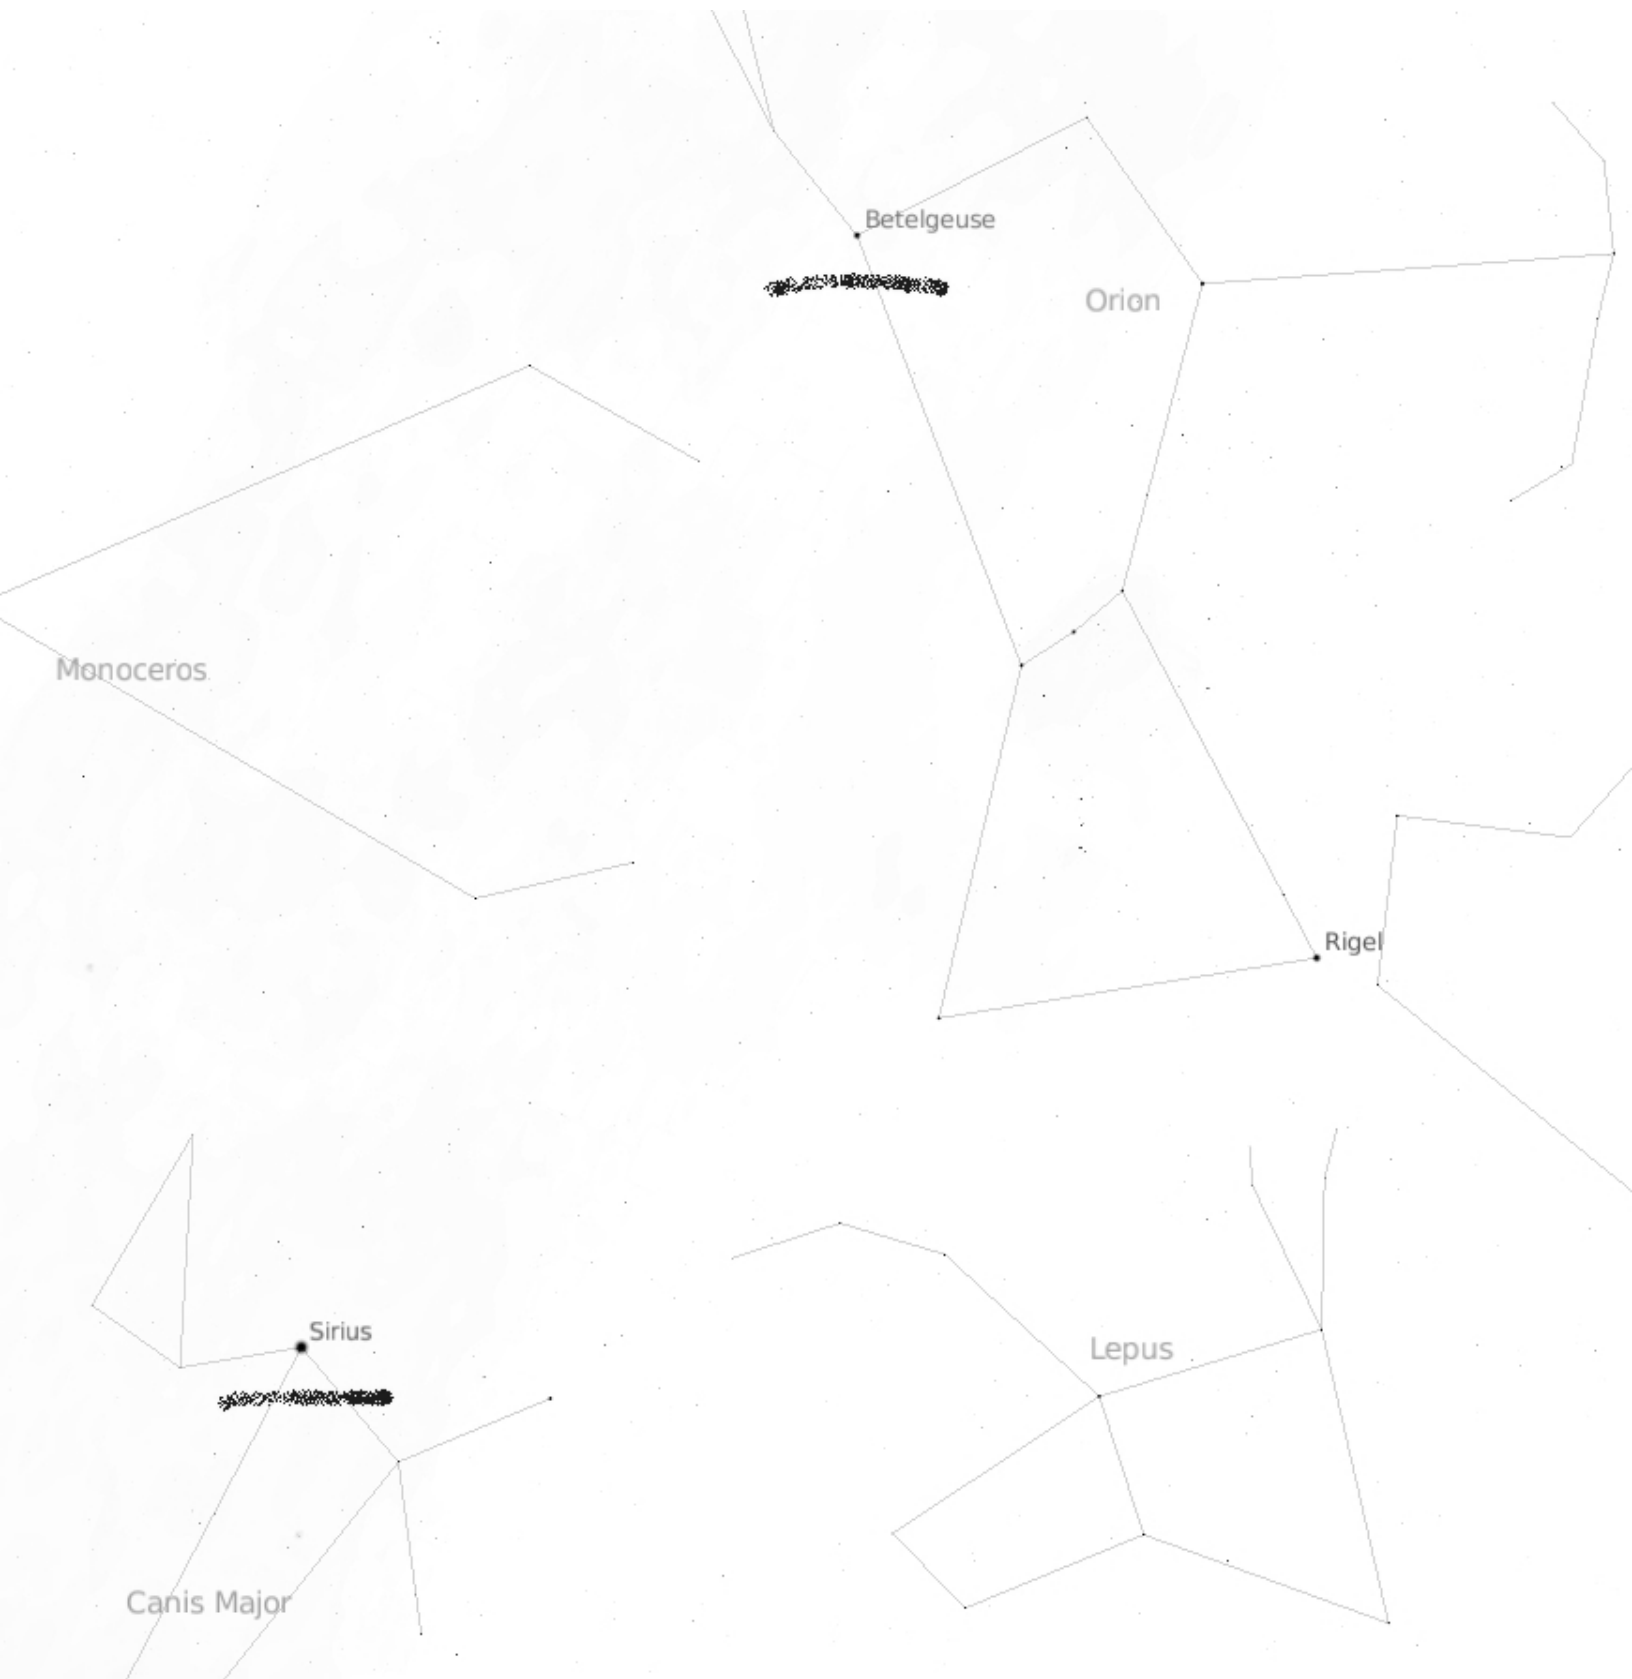 Betelgeuse
Orion
Monoceros
Rigel
Sirius
Lepus
Canis Major